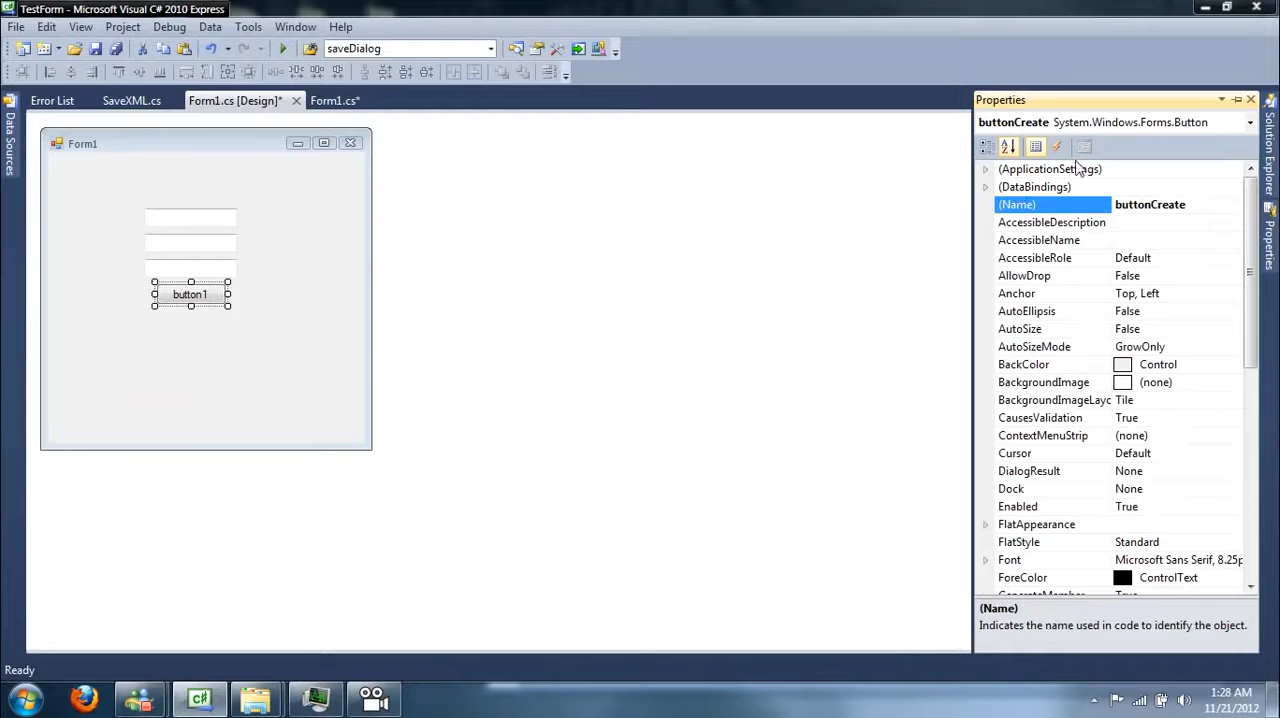 TestForm - Microsoft Visual C# 2010 Express
File Edit View Project Debug Data Tools Window Help
saveDialog
Error List SaveXML.cs Form1.cs [Design]* Form1.cs*
Data Sources
Form1
button1
Properties
buttonCreate System.Windows.Forms.Button
(ApplicationSettings)
(DataBindings)
(Name) buttonCreate
AccessibleDescription
AccessibleName
AccessibleRole Default
AllowDrop False
Anchor Top, Left
AutoEllipsis False
AutoSize False
AutoSizeMode GrowOnly
BackColor Control
BackgroundImage (none)
BackgroundImageLayc Tile
CausesValidation True
ContextMenuStrip (none)
Cursor Default
DialogResult None
Dock None
Enabled True
FlatAppearance
FlatStyle Standard
Font Microsoft Sans Serif, 8.25p
ForeColor ControlText
GenerateMember True
(Name)
Indicates the name used in code to identify the object.
Solution Explorer
Properties
Ready
1:28 AM
11/21/2012